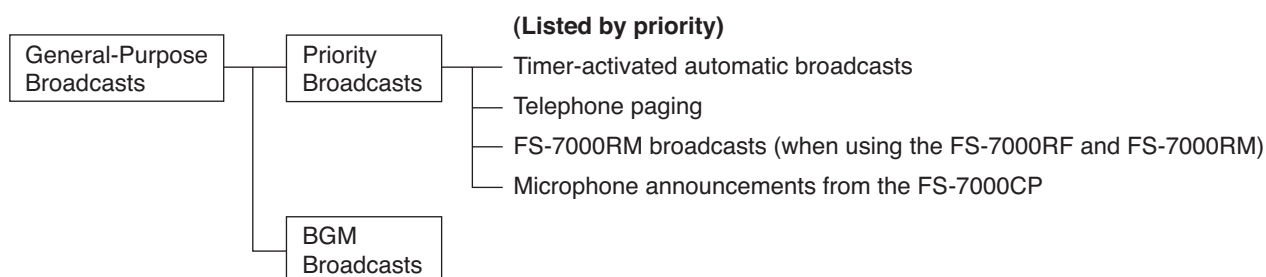 (Listed by priority)
General-Purpose
Broadcasts
Priority
Broadcasts
Timer-activated automatic broadcasts
Telephone paging
FS-7000RM broadcasts (when using the FS-7000RF and FS-7000RM)
Microphone announcements from the FS-7000CP
BGM
Broadcasts